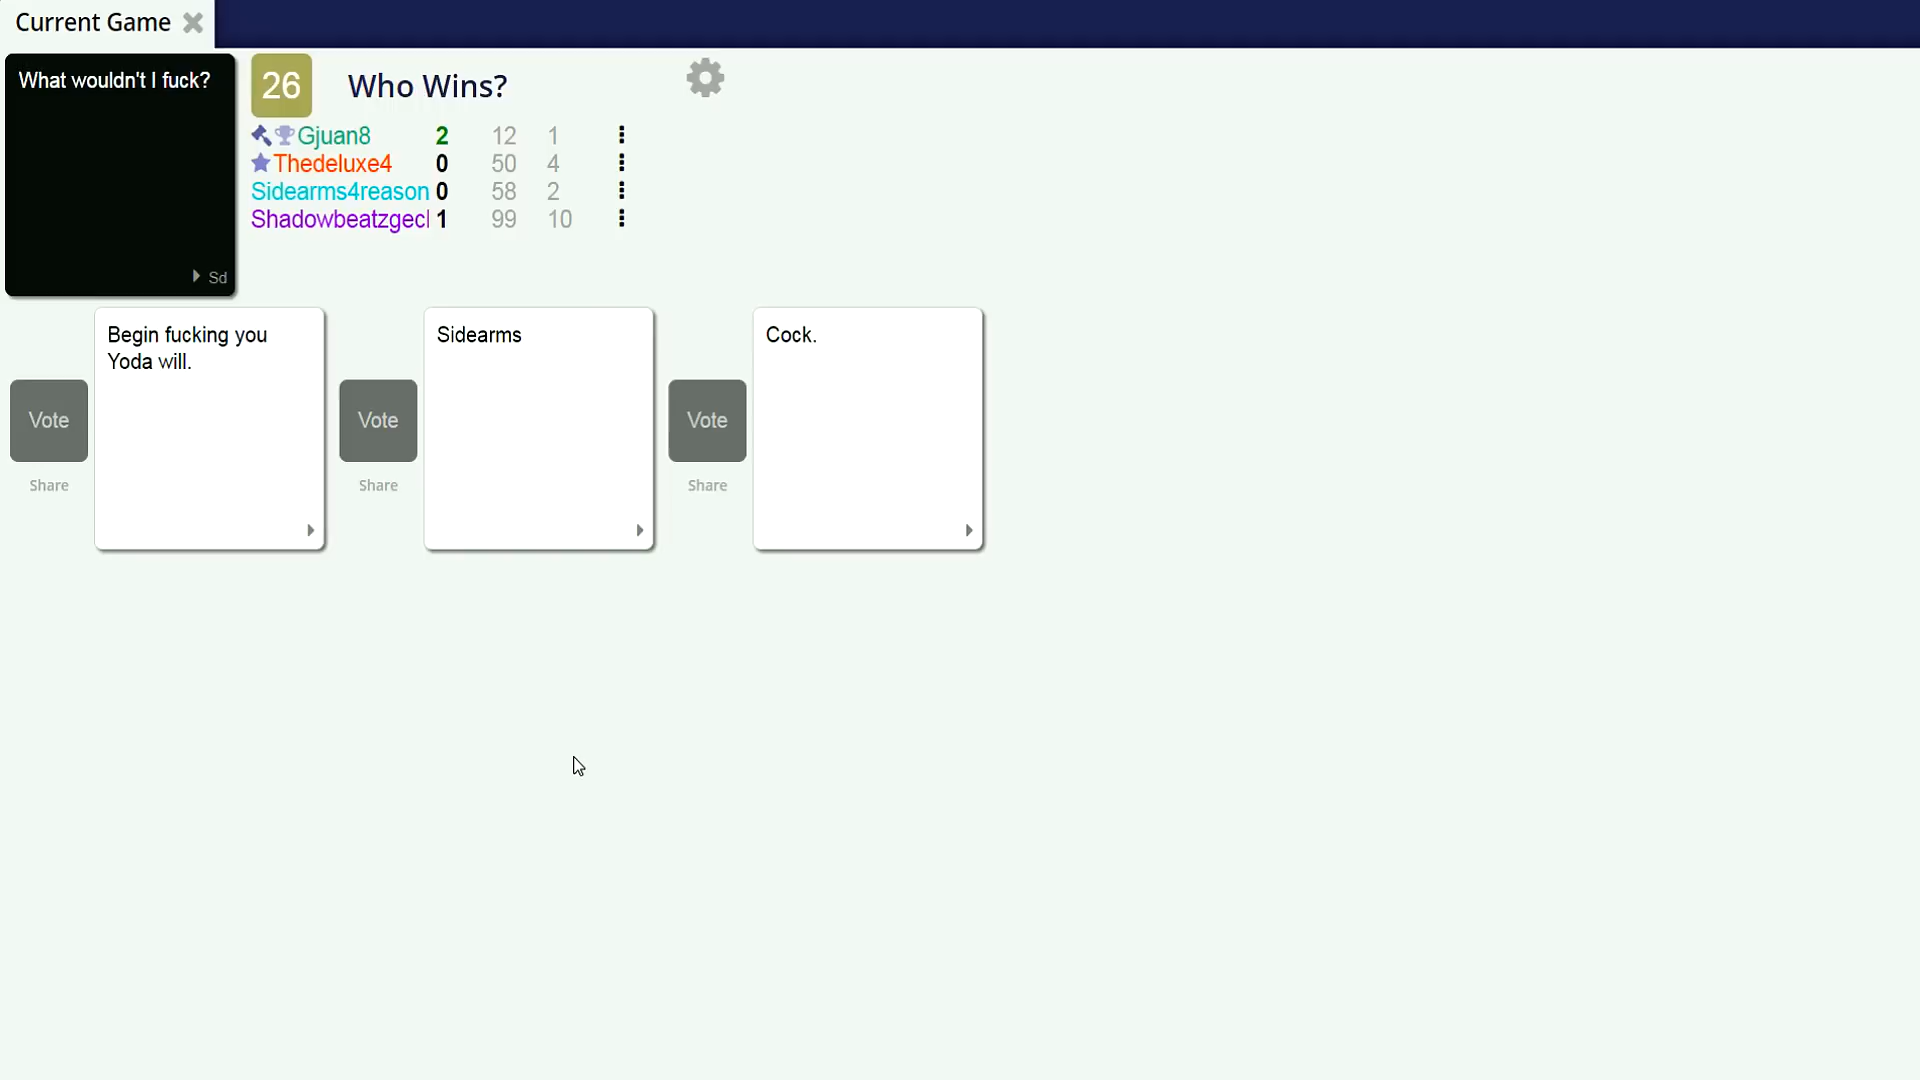 Current Game
What wouldn't I fuck?
Sd
26 Who Wins?
Gjuan8 2 12 1
Thedeluxe4 0 50 4
Sidearms4reason 0 58 2
Shadowbeatzgecl 1 99 10
Vote
Share
Begin fucking you
Yoda will.
Vote
Share
Sidearms
Vote
Share
Cock.